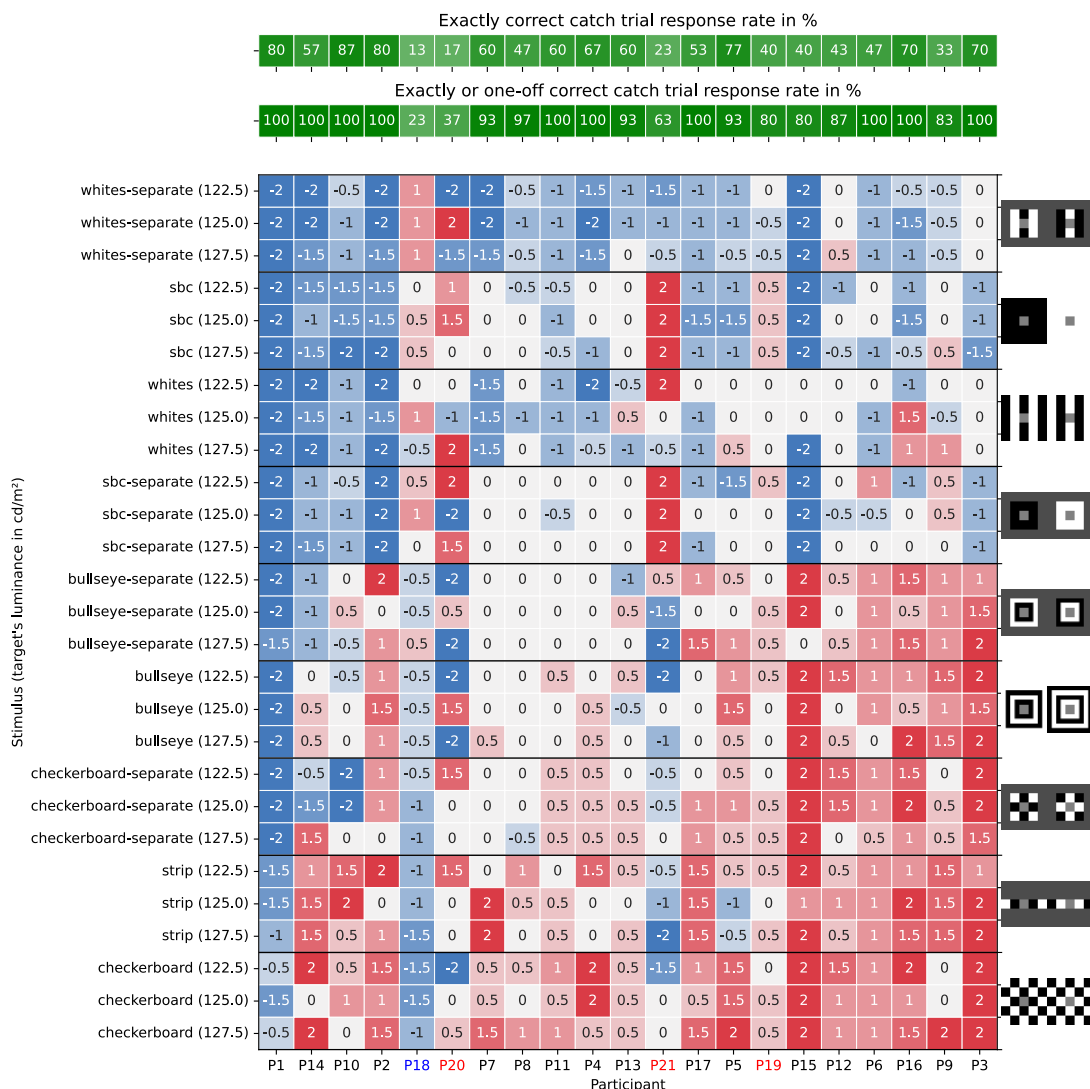 Exactly correct catch trial response rate in %
80 57 87 80 13 17 60 47 60 67 60 23 53 77 40 40 43 47 70 33 70
Exactly or one-off correct catch trial response rate in %
100 100 100 100 23 37 93 97 100 100 93 63 100 93 80 80 87 100 100 83 100
Stimulus (target's luminance in cd/m²)
whites-separate (122.5) -2 -2 -0.5 -2 1 -2 -2 -0.5 -1 -1.5 -1 -1.5 -1 -1 0 -2 0 -1 -0.5 -0.5 0
whites-separate (125.0) -2 -2 -1 -2 1 2 -2 -1 -1 -2 -1 -1 -1 -1 -0.5 -2 0 -1 -1.5 -0.5 0
whites-separate (127.5) -2 -1.5 -1 -1.5 1 -1.5 -1.5 -0.5 -1 -1.5 0 -0.5 -1 -0.5 -0.5 -2 0.5 -1 -1 -0.5 0
sbc (122.5) -2 -1.5 -1.5 -1.5 0 1 0 -0.5 -0.5 0 0 2 -1 -1 0.5 -2 -1 0 -1 0 -1
sbc (125.0) -2 -1 -1.5 -1.5 0.5 1.5 0 0 -1 0 0 2 -1.5 -1.5 0.5 -2 0 0 -1.5 0 -1
sbc (127.5) -2 -1.5 -2 -2 0.5 0 0 0 -0.5 -1 0 2 -1 -1 0.5 -2 -0.5 -1 -0.5 0.5 -1.5
whites (122.5) -2 -2 -1 -2 0 0 -1.5 0 -1 -2 -0.5 2 0 0 0 0 0 0 -1 0 0
whites (125.0) -2 -1.5 -1 -1.5 1 -1 -1.5 -1 -1 -1 0.5 0 -1 0 0 0 0 -1 1.5 -0.5 0
whites (127.5) -2 -2 -1 -2 -0.5 2 -1.5 0 -1 -0.5 -1 -0.5 -1 0.5 0 -2 0 -1 1 1 0
sbc-separate (122.5) -2 -1 -0.5 -2 0.5 2 0 0 0 0 0 2 -1 -1.5 0.5 -2 0 1 -1 0.5 -1
sbc-separate (125.0) -2 -1 -1 -2 1 -2 0 0 -0.5 0 0 2 0 0 0 -2 -0.5 -0.5 0 0.5 -1
sbc-separate (127.5) -2 -1.5 -1 -2 0 1.5 0 0 0 0 0 2 -1 0 0 -2 0 0 0 0 -1
bullseye-separate (122.5) -2 -1 0 2 -0.5 -2 0 0 0 0 -1 0.5 1 0.5 0 2 0.5 1 1.5 1 1
bullseye-separate (125.0) -2 -1 0.5 0 -0.5 0.5 0 0 0 0 0.5 -1.5 0 0 0.5 2 0 1 0.5 1 1.5
bullseye-separate (127.5) -1.5 -1 -0.5 1 0.5 -2 0 0 0 0 0 -2 1.5 1 0.5 0 0.5 1 1.5 1 2
bullseye (122.5) -2 0 -0.5 1 -0.5 -2 0 0 0.5 0 0.5 -2 0 1 0.5 2 1.5 1 1 1.5 2
bullseye (125.0) -2 0.5 0 1.5 -0.5 1.5 0 0 0 0.5 -0.5 0 0 1.5 0 2 0 1 0.5 1 1.5
bullseye (127.5) -2 0.5 0 1 -0.5 -2 0.5 0 0 0.5 0 -1 0 0.5 0 2 0.5 0 2 1.5 2
checkerboard-separate (122.5) -2 -0.5 -2 1 -0.5 1.5 0 0 0.5 0.5 0 -0.5 0 0.5 0 2 1.5 1 1.5 0 2
checkerboard-separate (125.0) -2 -1.5 -2 1 -1 0 0 0 0.5 0.5 0.5 -0.5 1 1 0.5 2 1.5 1 2 0.5 2
checkerboard-separate (127.5) -2 1.5 0 0 -1 0 0 -0.5 0.5 0.5 0.5 0 1 0.5 0.5 2 0 0.5 1 0.5 1.5
strip (122.5) -1.5 1 1.5 2 -1 1.5 0 1 0 1.5 0.5 -0.5 1.5 0.5 0.5 2 0.5 1 1 1.5 1
strip (125.0) -1.5 1.5 2 0 -1 0 2 0.5 0.5 0 0 -1 1.5 -1 0 1 1 1 2 1.5 2
strip (127.5) -1 1.5 0.5 1 -1.5 0 2 0 0.5 0 0.5 -2 1.5 -0.5 0.5 2 0.5 1 1.5 1.5 2
checkerboard (122.5) -0.5 2 0.5 1.5 -1.5 -2 0.5 0.5 1 2 0.5 -1.5 1 1.5 0 2 1.5 1 2 0 2
checkerboard (125.0) -1.5 0 1 1 -1.5 0 0.5 0 0.5 2 0.5 0 0.5 1.5 0.5 2 1 1 1 0 2
checkerboard (127.5) -0.5 2 0 1.5 -1 0.5 1.5 1 1 0.5 0.5 0 1.5 2 0.5 2 1 1 1.5 2 2
P1 P14 P10 P2 P18 P20 P7 P8 P11 P4 P13 P21 P17 P5 P19 P15 P12 P6 P16 P9 P3
Participant